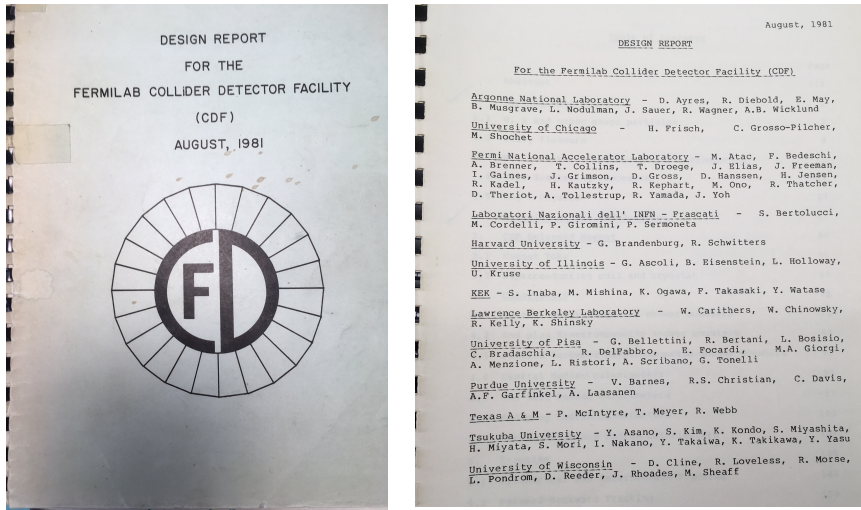 DESIGN REPORT
FOR THE
FERMILAB COLLIDER DETECTOR FACILITY
(CDF)
AUGUST, 1981
CDF
August, 1981
DESIGN REPORT
For the Fermilab Collider Detector Facility (CDF)
Argonne National Laboratory - D. Ayres, R. Diebold, E. May,
B. Musgrave, L. Nodulman, J. Sauer, R. Wagner, A.B. Wicklund
University of Chicago - H. Frisch, C. Grosso-Pilcher,
M. Shochet
Fermi National Accelerator Laboratory - M. Atac, F. Bedeschi,
A. Brenner, T. Collins, T. Droege, J. Elias, J. Freeman,
I. Gaines, J. Grimson, D. Gross, D. Hanssen, H. Jensen,
R. Kadel, H. Kautzky, R. Kephart, M. Ono, R. Thatcher,
D. Theriot, A. Tollestrup, R. Yamada, J. Yoh
Laboratori Nazionali dell' INFN - Frascati - S. Bertolucci,
M. Cordelli, P. Giromini, P. Sermoneta
Harvard University - G. Brandenburg, R. Schwitters
University of Illinois - G. Ascoli, B. Eisenstein, L. Holloway,
U. Kruse
KEK - S. Inaba, M. Mishina, K. Ogawa, F. Takasaki, Y. Watase
Lawrence Berkeley Laboratory - W. Carithers, W. Chinowsky,
R. Kelly, K. Shinsky
University of Pisa - G. Bellettini, R. Bertani, L. Bosisio,
C. Bradaschia, R. DelFabbro, E. Focardi, M.A. Giorgi,
A. Menzione, L. Ristori, A. Scribano, G. Tonelli
Purdue University - V. Barnes, R.S. Christian, C. Davis,
A.F. Garfinkel, A. Laasanen
Texas A & M - P. McIntyre, T. Meyer, R. Webb
Tsukuba University - Y. Asano, S. Kim, K. Kondo, S. Miyashita,
H. Miyata, S. Mori, I. Nakano, Y. Takaiwa, K. Takikawa, Y. Yasu
University of Wisconsin - D. Cline, R. Loveless, R. Morse,
L. Pondrom, D. Reeder, J. Rhoades, M. Sheaff